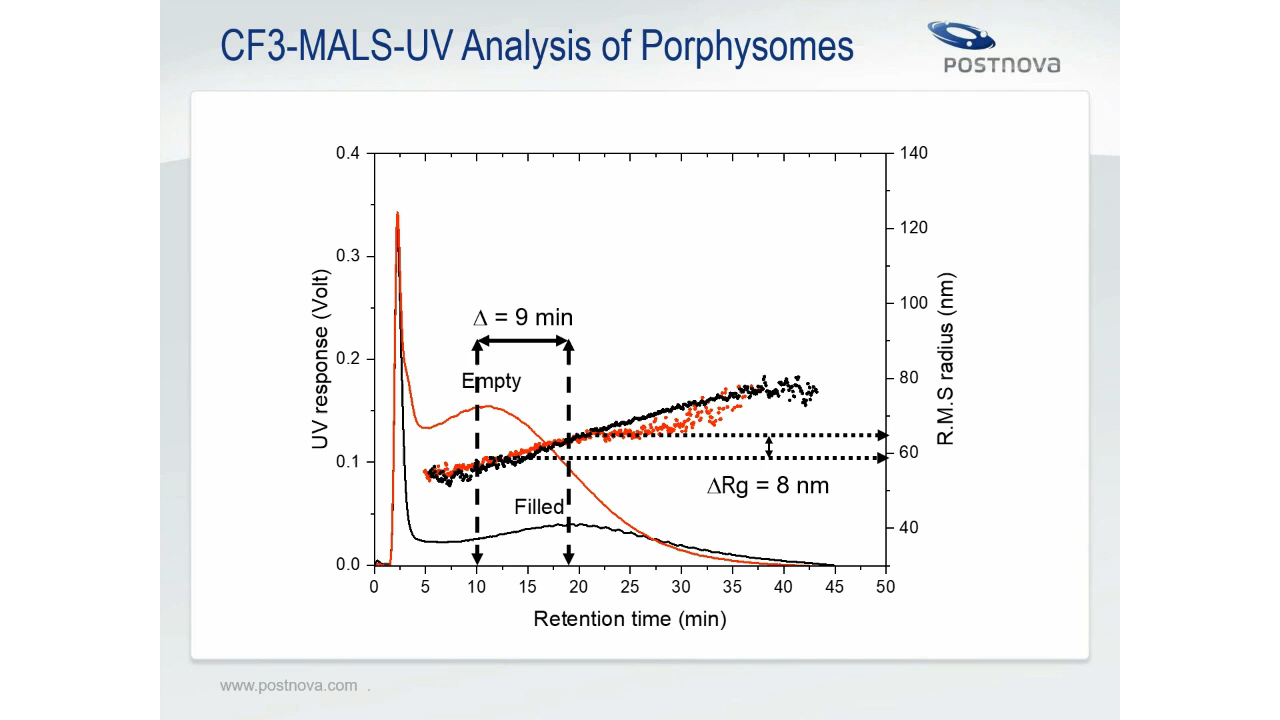 CF3-MALS-UV Analysis of Porphysomes
POSTNOVA
0.4
0.3
0.2
0.1
0.0
UV response (Volt)
140
120
100
80
60
40
R.M.S radius (nm)
Δ = 9 min
Empty
Filled
ΔRg = 8 nm
0 5 10 15 20 25 30 35 40 45 50
Retention time (min)
www.postnova.com .